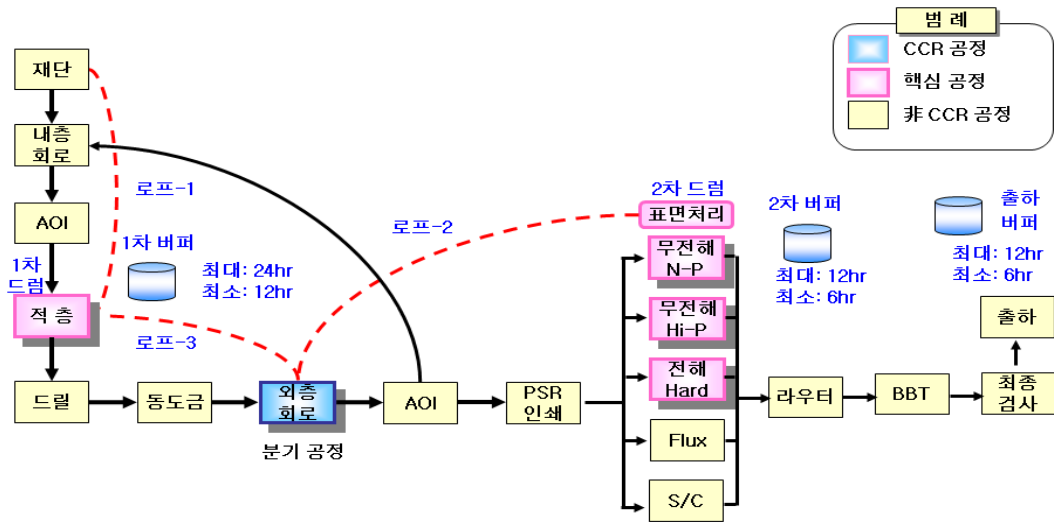 범 례
CCR 공정
핵심 공정
非 CCR 공정
재단
내층
회로
AOI
1차
드럼
적 층
드릴
로프-1
1차 버퍼
최대: 24hr
최소: 12hr
로프-3
로프-2
동도금
외층
회로
분기 공정
AOI
PSR
인쇄
2차 드럼
표면처리
무전해
N-P
무전해
Hi-P
전해
Hard
Flux
S/C
2차 버퍼
최대: 12hr
최소: 6hr
라우터
BBT
출하
버퍼
최대: 12hr
최소: 6hr
출하
최종
검사